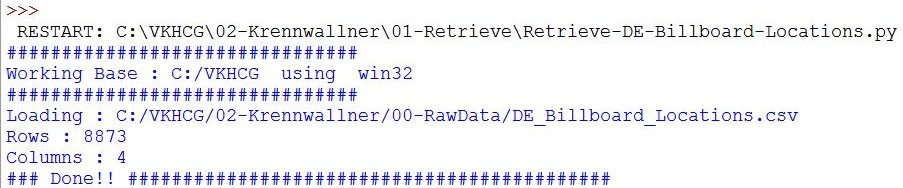 >>>
 RESTART: C:\VKHCG\02-Krennwallner\01-Retrieve\Retrieve-DE-Billboard-Locations.py
################################
Working Base : C:/VKHCG  using  win32
################################
Loading : C:/VKHCG/02-Krennwallner/00-RawData/DE_Billboard_Locations.csv
Rows : 8873
Columns : 4
### Done!! ############################################